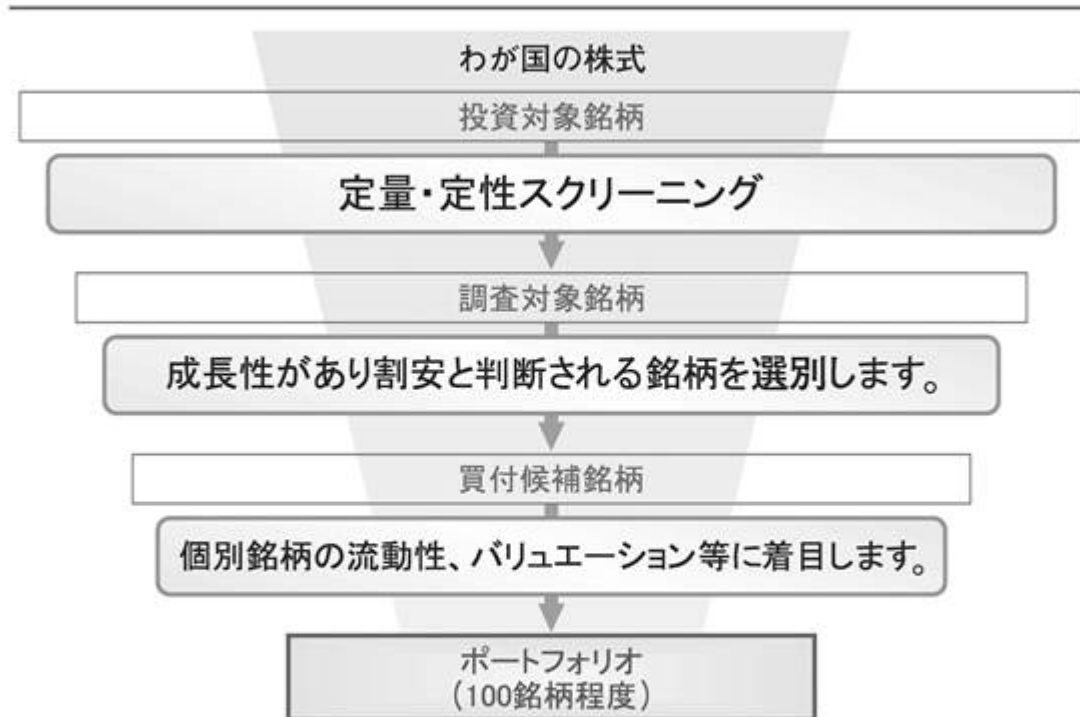 わが国の株式
投資対象銘柄
定量・定性スクリーニング
調査対象銘柄
成長性があり割安と判断される銘柄を選別します。
買付候補銘柄
個別銘柄の流動性、バリュエーション等に着目します。
ポートフォリオ
(100銘柄程度)